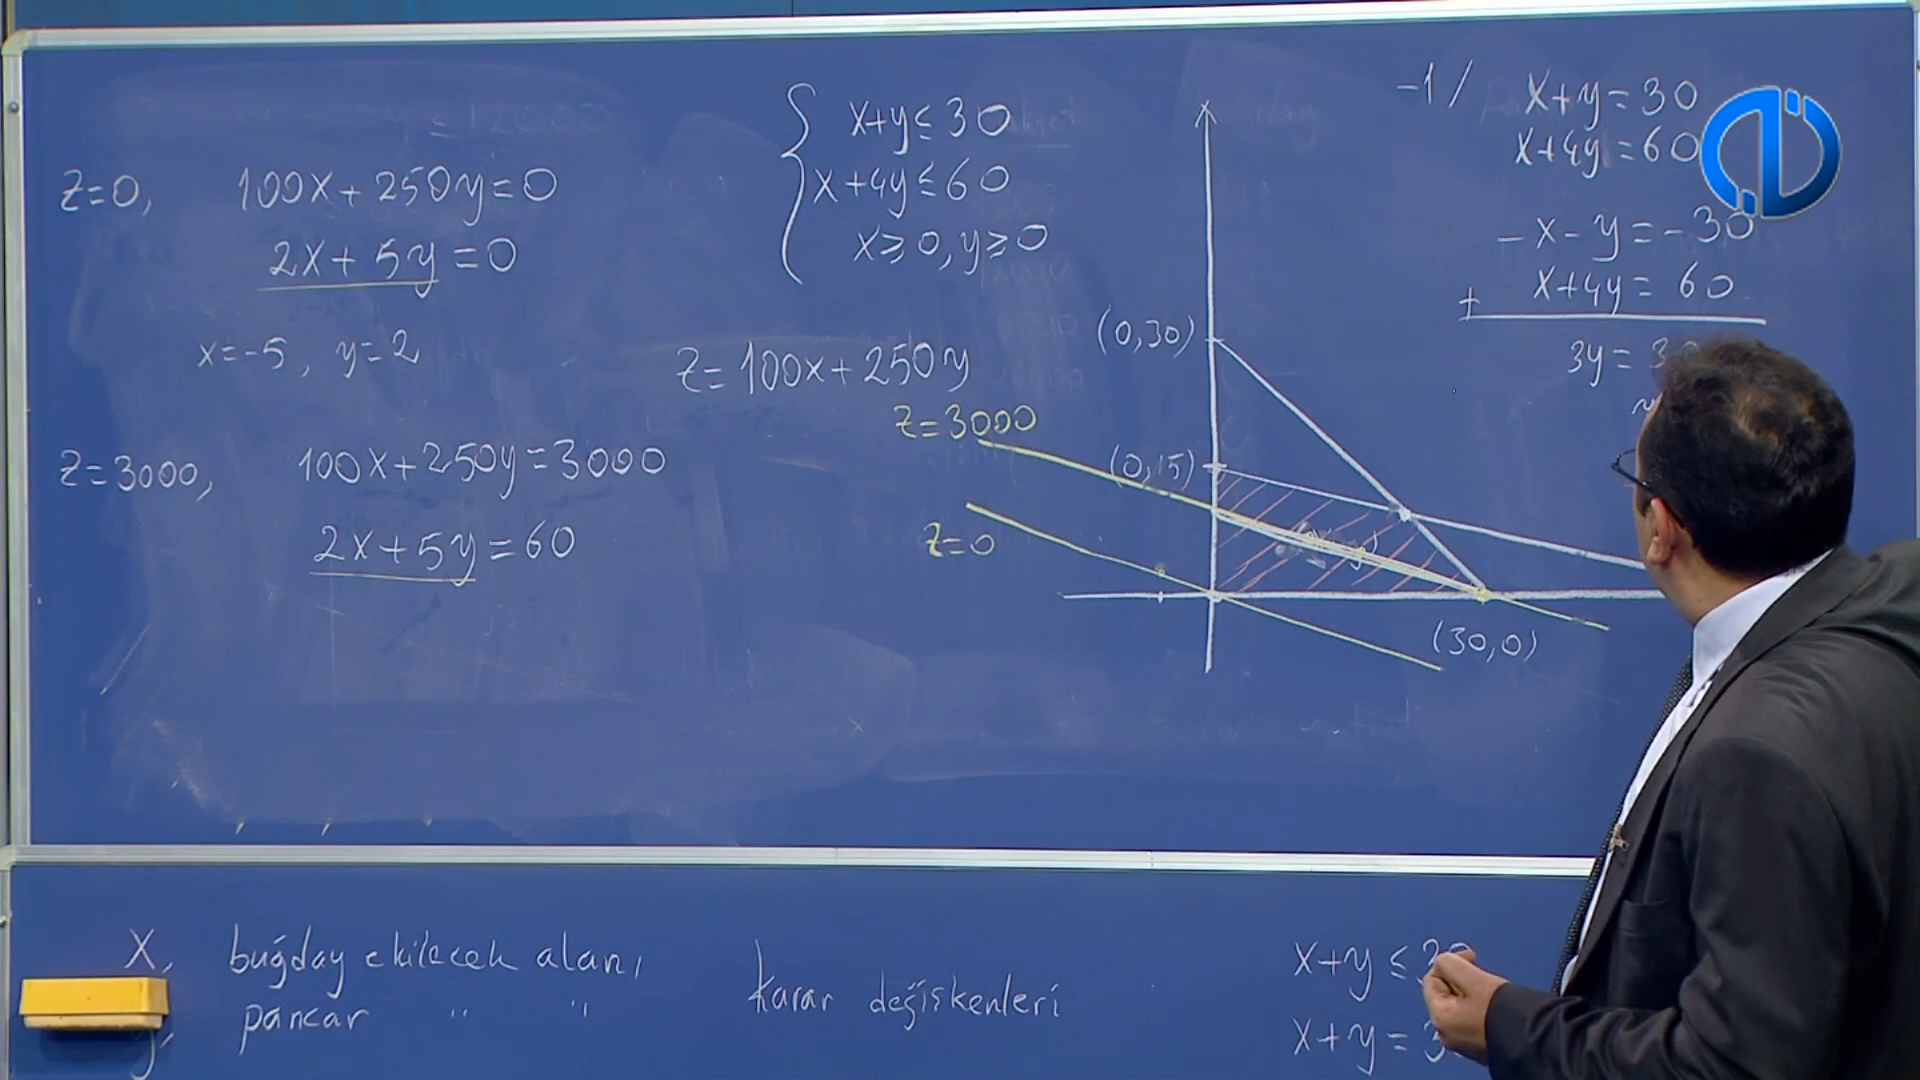 Z=0, 100x+250y=0
2x+5y=0
x=-5, y=2
Z=3000, 100x+250y=3000
2x+5y=60
x+y≤30
x+4y≤60
x≥0, y≥0
Z=100x+250y
Z=3000
Z=0
(0,30)
(0,15)
(30,0)
-1/ x+y=30
x+4y=60
-x-y=-30
+ x+4y=60
3y=
x, buğday ekilecek alanı
y, pancar " "
Karar değişkenleri
x+y≤30
x+y=